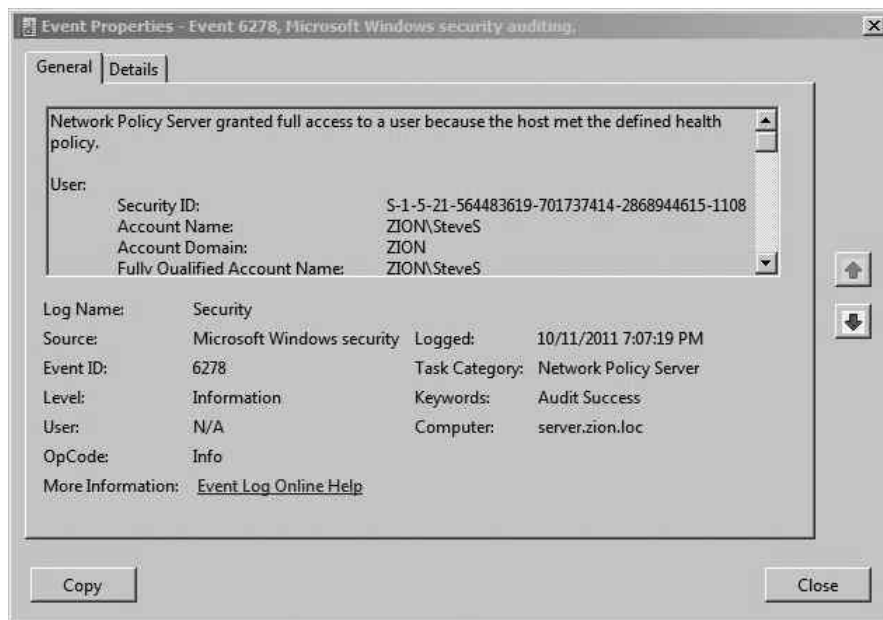 Event Properties - Event 6278, Microsoft Windows security auditing.
General Details
Network Policy Server granted full access to a user because the host met the defined health
policy.
User:
Security ID: S-1-5-21-564483619-701737414-2868944615-1108
Account Name: ZION\SteveS
Account Domain: ZION
Fully Qualified Account Name: ZION\SteveS
Log Name: Security
Source: Microsoft Windows security Logged: 10/11/2011 7:07:19 PM
Event ID: 6278 Task Category: Network Policy Server
Level: Information Keywords: Audit Success
User: N/A Computer: server.zion.loc
OpCode: Info
More Information: Event Log Online Help
Copy Close